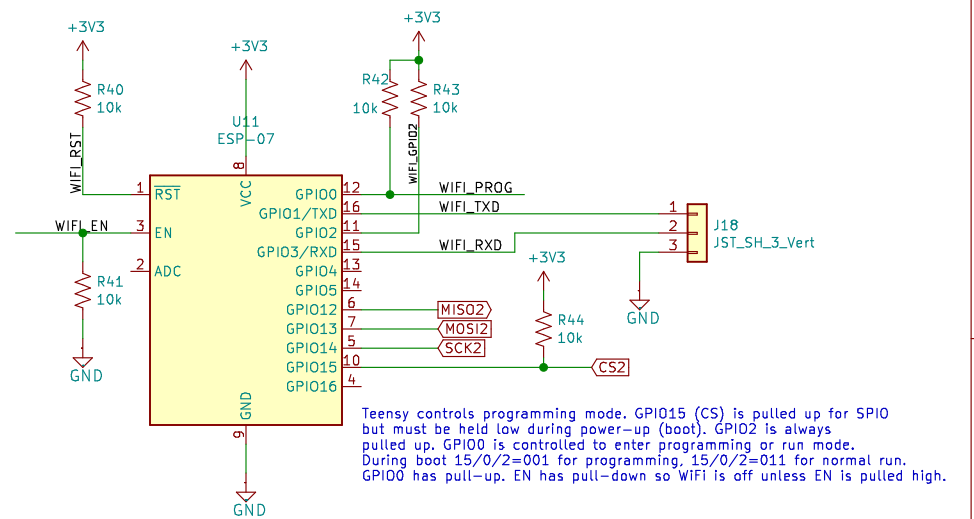 +3V3
+3V3
+3V3
R40
10k
R42
10k
R43
10k
U11
ESP-07
WIFI_RST
WIFI_GPIO2
8
VCC
1
RST
3
EN
2
ADC
WIFI_EN
R41
10k
GND
GPIO0
12
WIFI_PROG
GPIO1/TXD
16
WIFI_TXD
GPIO2
11
GPIO3/RXD
15
WIFI_RXD
GPIO4
13
GPIO5
14
GPIO12
6
MISO2
GPIO13
7
MOSI2
GPIO14
5
SCK2
GPIO15
10
CS2
GPIO16
4
GND
9
GND
1
2
3
J18
JST_SH_3_Vert
GND
+3V3
R44
10k
Teensy controls programming mode. GPIO15 (CS) is pulled up for SPIO
but must be held low during power-up (boot). GPIO2 is always
pulled up. GPIO0 is controlled to enter programming or run mode.
During boot 15/0/2=001 for programming, 15/0/2=011 for normal run.
GPIO0 has pull-up. EN has pull-down so WiFi is off unless EN is pulled high.